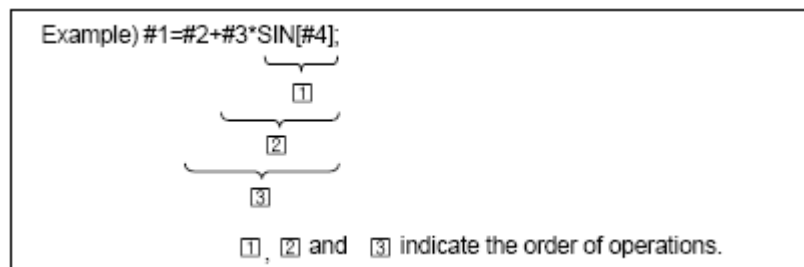 Example) #1=#2+#3*SIN[#4];
1
2
3
1, 2 and 3 indicate the order of operations.